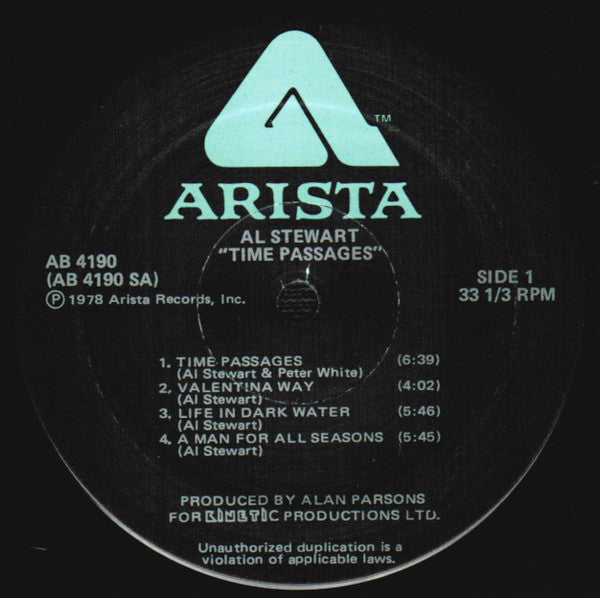 TM
ARISTA
AL STEWART
"TIME PASSAGES"
AB 4190
(AB 4190 SA)
Ⓟ 1978 Arista Records, Inc.
SIDE 1
33 1/3 RPM
1. TIME PASSAGES (6:39)
(Al Stewart & Peter White)
2. VALENTINA WAY (4:02)
(Al Stewart)
3. LIFE IN DARK WATER (5:46)
(Al Stewart)
4. A MAN FOR ALL SEASONS (5:45)
(Al Stewart)
PRODUCED BY ALAN PARSONS
FOR KINETIC PRODUCTIONS LTD.
Unauthorized duplication is a
violation of applicable laws.